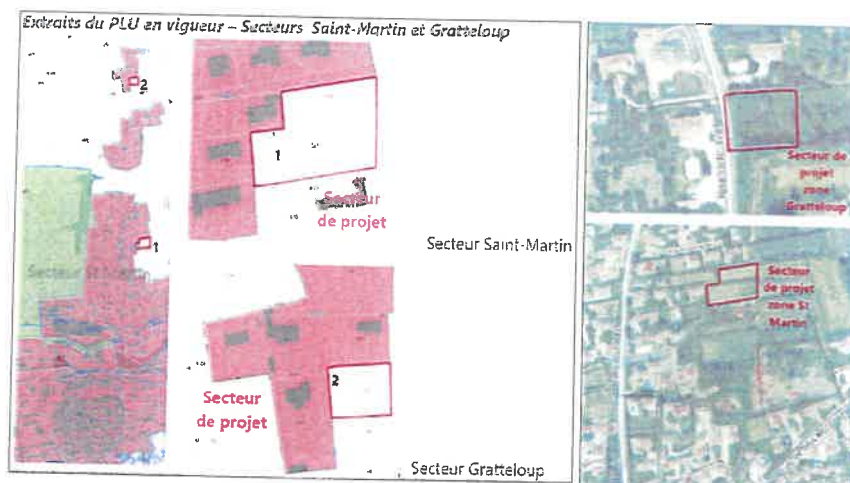 Extraits du PLU en vigueur – Secteurs Saint-Martin et Gratteloup
2
1
1
Secteur
de projet
Secteur Saint-Martin
2
Secteur
de projet
Secteur Gratteloup
Secteur de
projet
zone
Gratteloup
Secteur
de projet
zone St
Martin